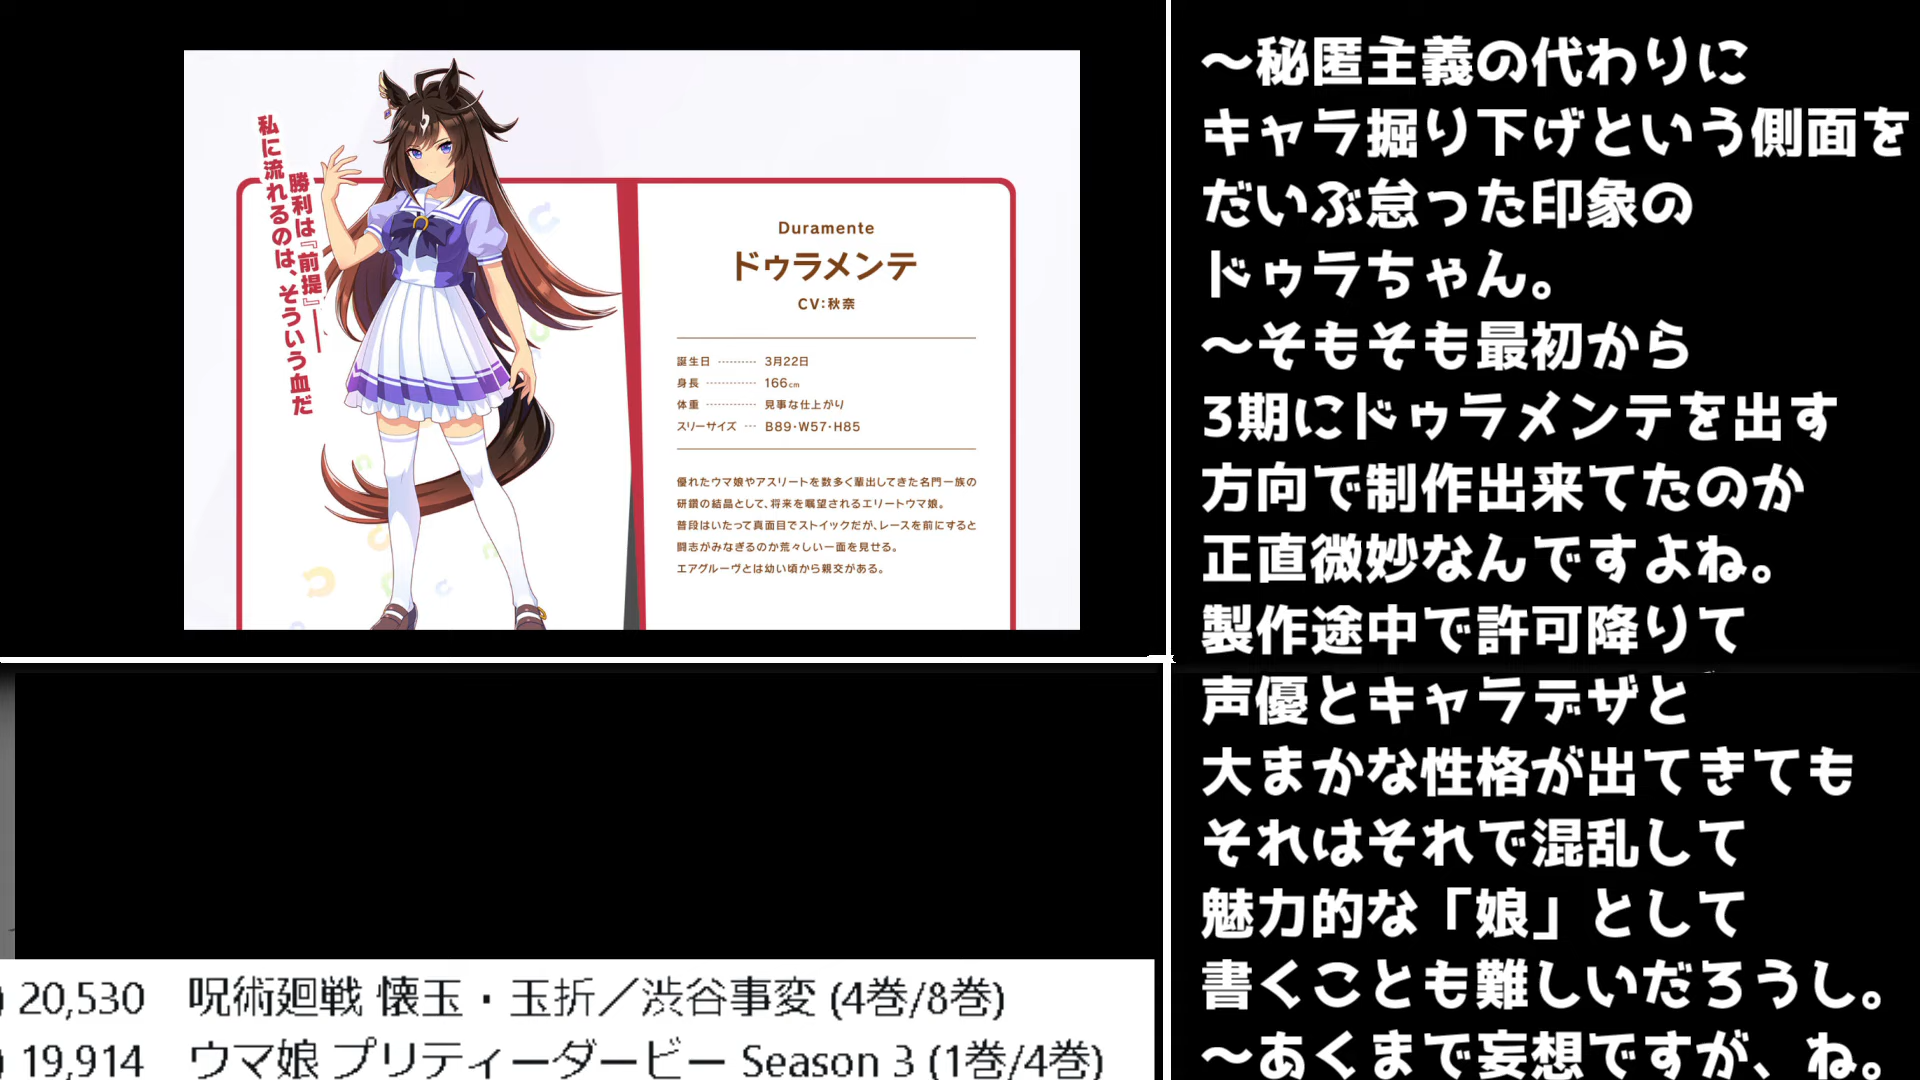 私に流れるのは、そういう血だ
勝利は『前提』――
Duramente
ドゥラメンテ
CV:秋奈
誕生日 ---------- 3月22日
身長 ------------- 166cm
体重 ------------- 見事な仕上がり
スリーサイズ --- B89・W57・H85
優れたウマ娘やアスリートを数多く輩出してきた名門一族の
研鑽の結晶として、将来を嘱望されるエリートウマ娘。
普段はいたって真面目でストイックだが、レースを前にすると
闘志がみなぎるのか荒々しい一面を見せる。
エアグルーヴとは幼い頃から親交がある。
20,530 呪術廻戦 懐玉・玉折／渋谷事変 (4巻/8巻)
19,914 ウマ娘 プリティーダービー Season 3 (1巻/4巻)
～秘匿主義の代わりに
キャラ掘り下げという側面を
だいぶ怠った印象の
ドゥラちゃん。
～そもそも最初から
3期にドゥラメンテを出す
方向で制作出来てたのか
正直微妙なんですよね。
製作途中で許可降りて
声優とキャラデザと
大まかな性格が出てきても
それはそれで混乱して
魅力的な「娘」として
書くことも難しいだろうし。
～あくまで妄想ですが、ね。